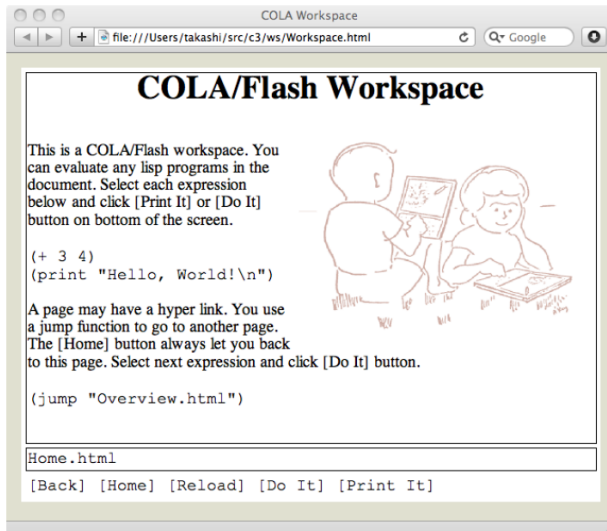 COLA Workspace
file:///Users/takashi/src/c3/ws/Workspace.html
Google
COLA/Flash Workspace
This is a COLA/Flash workspace. You
can evaluate any lisp programs in the
document. Select each expression
below and click [Print It] or [Do It]
button on bottom of the screen.
(+ 3 4)
(print "Hello, World!\n")
A page may have a hyper link. You use
a jump function to go to another page.
The [Home] button always let you back
to this page. Select next expression and click [Do It] button.
(jump "Overview.html")
Home.html
[Back] [Home] [Reload] [Do It] [Print It]